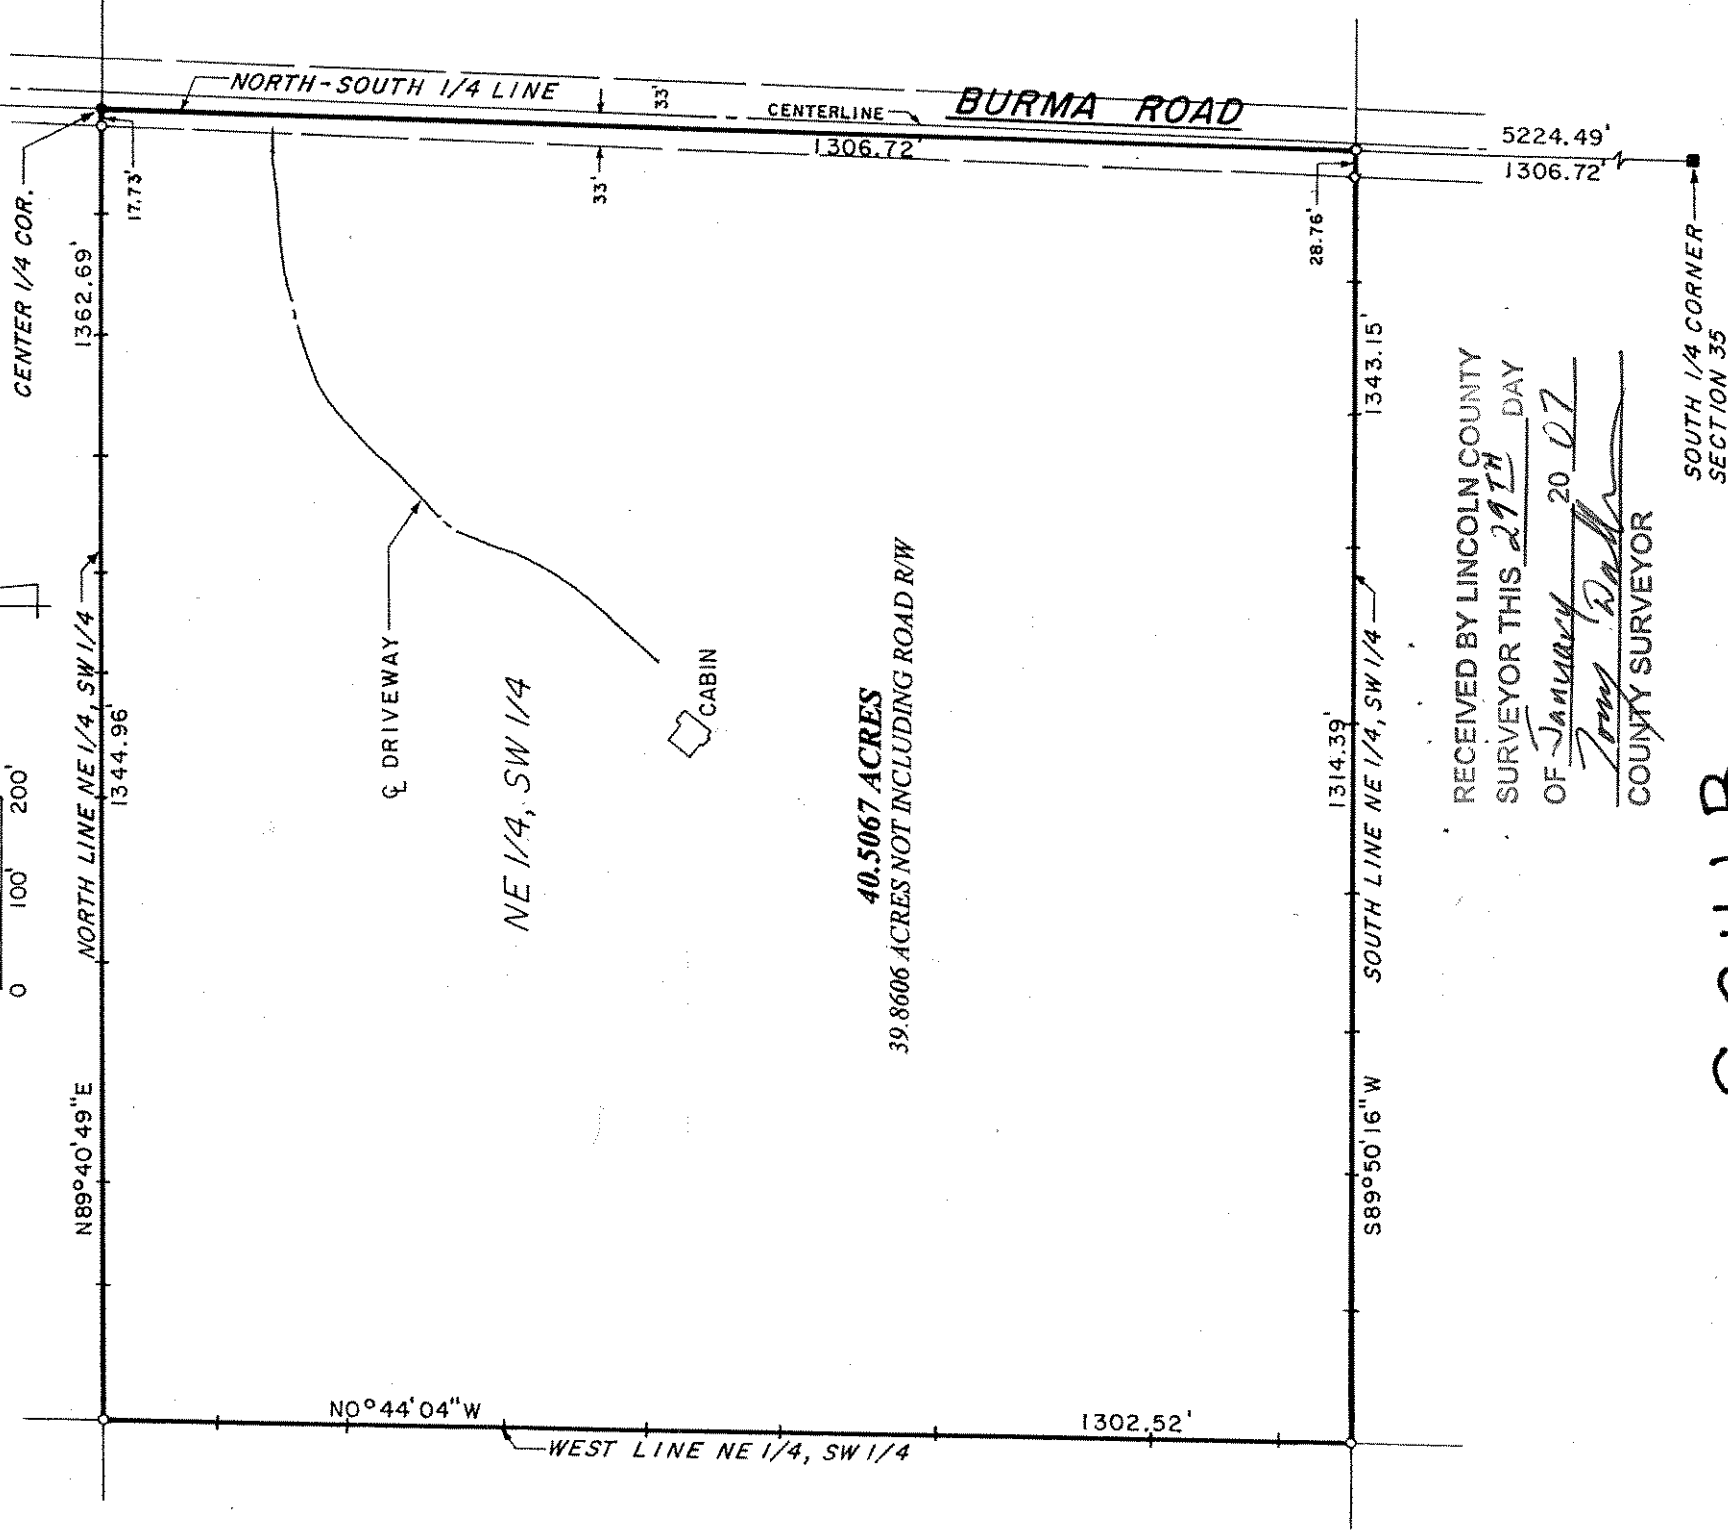 NORTH-SOUTH 1/4 LINE
33'
CENTERLINE
BURMA ROAD
1306.72'
5224.49'
1306.72'
CENTER 1/4 COR.
17.73'
33'
28.76'
SOUTH 1/4 CORNER
SECTION 35
1362.69'
1343.15'
NORTH LINE NE 1/4, SW 1/4
1344.96'
0 100' 200'
N89°40'49"E
℄ DRIVEWAY
NE 1/4, SW 1/4
CABIN
40.5067 ACRES
39.8606 ACRES NOT INCLUDING ROAD R/W
1314.39'
SOUTH LINE NE 1/4, SW 1/4
S89°50'16"W
RECEIVED BY LINCOLN COUNTY
SURVEYOR THIS 29TH DAY
OF January 20 07
COUNTY SURVEYOR
N0°44'04"W
1302.52'
WEST LINE NE 1/4, SW 1/4